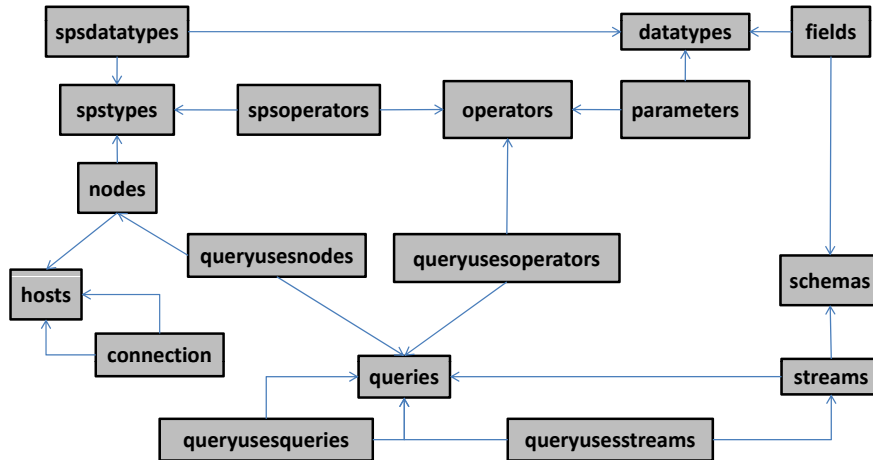 spsdatatypes
datatypes
fields
spstypes
spsoperators
operators
parameters
nodes
queryusesnodes
queryusesoperators
hosts
schemas
connection
queries
streams
queryusesqueries
queryusesstreams